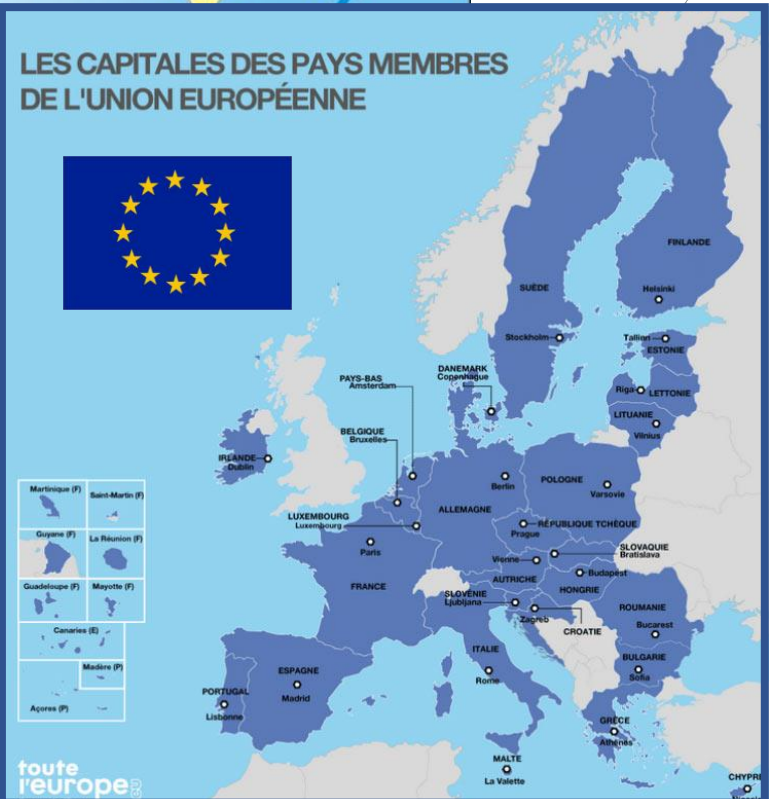 LES CAPITALES DES PAYS MEMBRES
DE L'UNION EUROPÉENNE
FINLANDE
Helsinki
SUÈDE
Stockholm
Tallinn
ESTONIE
Riga
LETTONIE
LITUANIE
Vilnius
DANEMARK
Copenhague
PAYS-BAS
Amsterdam
BELGIQUE
Bruxelles
IRLANDE
Dublin
LUXEMBOURG
Luxembourg
ALLEMAGNE
Berlin
POLOGNE
Varsovie
RÉPUBLIQUE TCHÈQUE
Prague
SLOVAQUIE
Bratislava
Vienne
AUTRICHE
Budapest
HONGRIE
Paris
FRANCE
SLOVÉNIE
Ljubljana
Zagreb
CROATIE
ROUMANIE
Bucarest
BULGARIE
Sofia
ITALIE
Rome
ESPAGNE
Madrid
PORTUGAL
Lisbonne
GRÈCE
Athènes
MALTE
La Valette
CHYPRE
Martinique (F)
Saint-Martin (F)
Guyane (F)
La Réunion (F)
Guadeloupe (F)
Mayotte (F)
Canaries (E)
Madère (P)
Açores (P)
toute
l'europe.eu